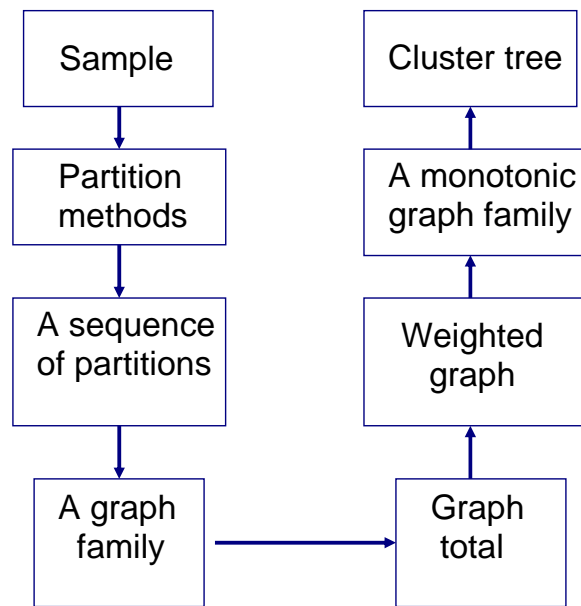 Sample
Partition
methods
A sequence
of partitions
A graph
family
Graph
total
Weighted
graph
A monotonic
graph family
Cluster tree